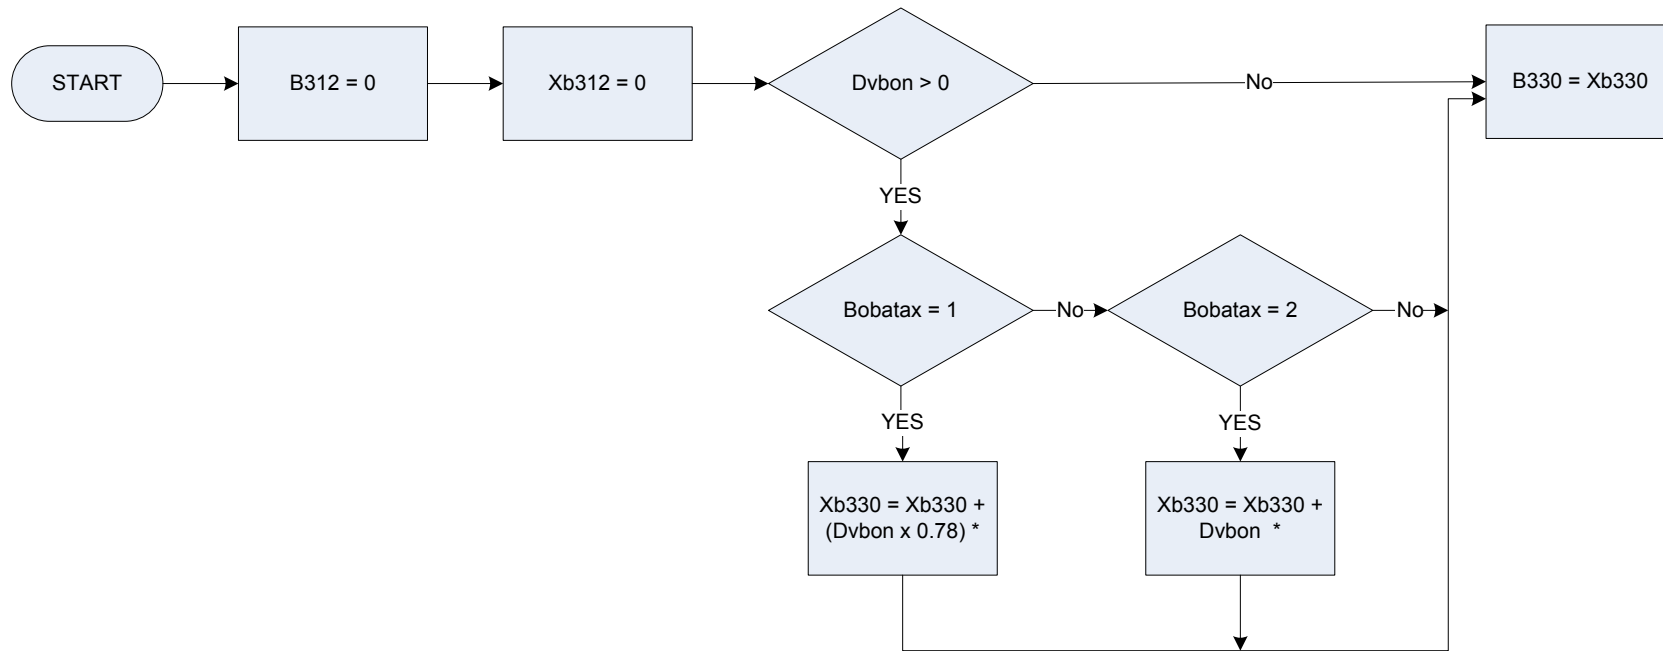 START
B312 = 0
Xb312 = 0
Dvbon > 0
No
B330 = Xb330
YES
Bobatax = 1
No
Bobatax = 2
No
YES
YES
Xb330 = Xb330 +
(Dvbon x 0.78) *
Xb330 = Xb330 +
Dvbon *